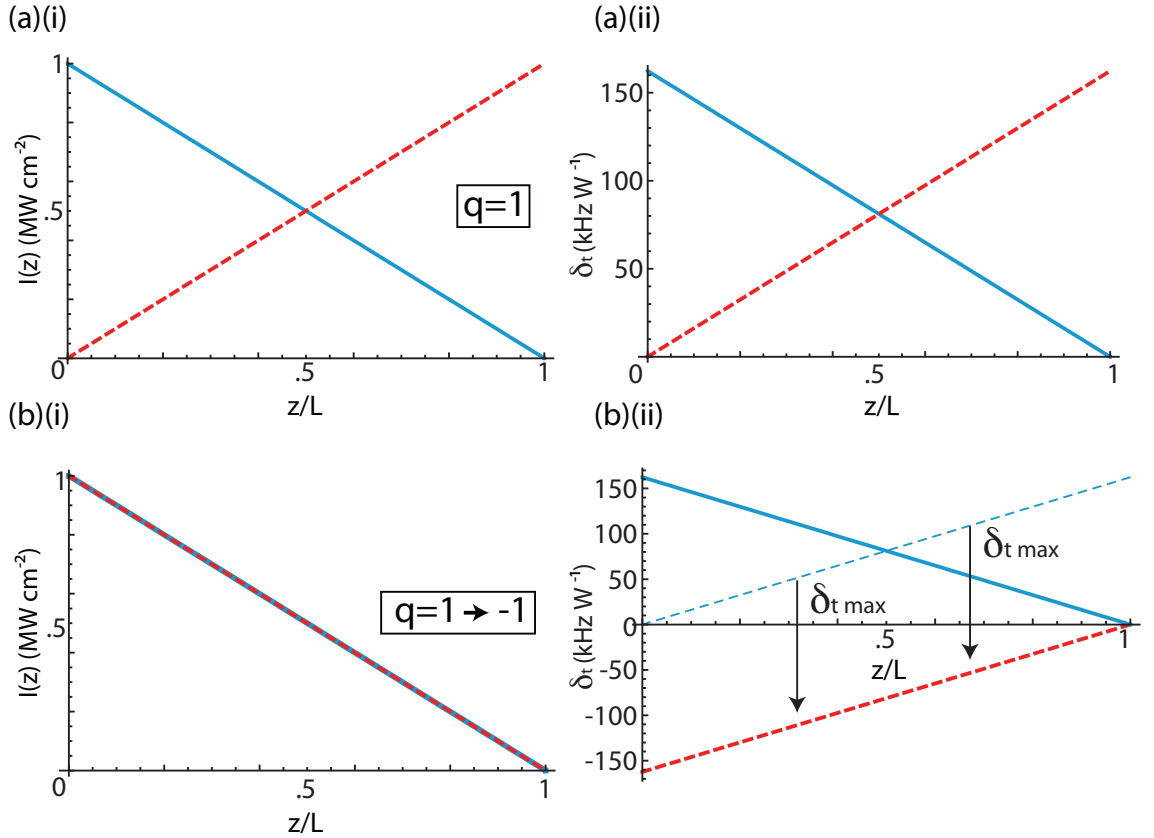 (a)(i)
1
.5
I(z) (MW cm⁻²)
q=1
0
.5
1
z/L
(a)(ii)
150
100
50
δt (kHz W⁻¹)
0
.5
1
z/L
(b)(i)
1
.5
I(z) (MW cm⁻²)
q=1 → -1
0
.5
1
z/L
(b)(ii)
150
100
50
0
-50
-100
-150
δt (kHz W⁻¹)
δt max
δt max
.5
1
z/L